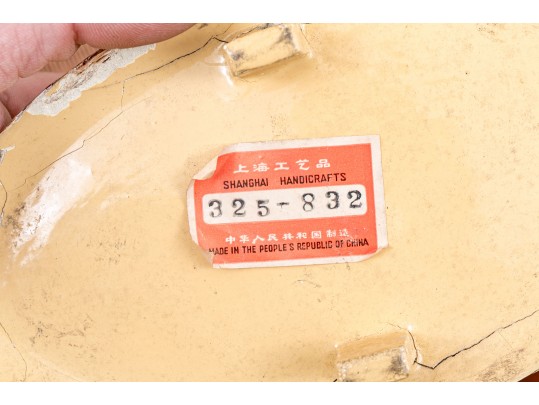 上海工艺品
SHANGHAI HANDICRAFTS
325-832
中华人民共和国制造
MADE IN THE PEOPLE'S REPUBLIC OF CHINA